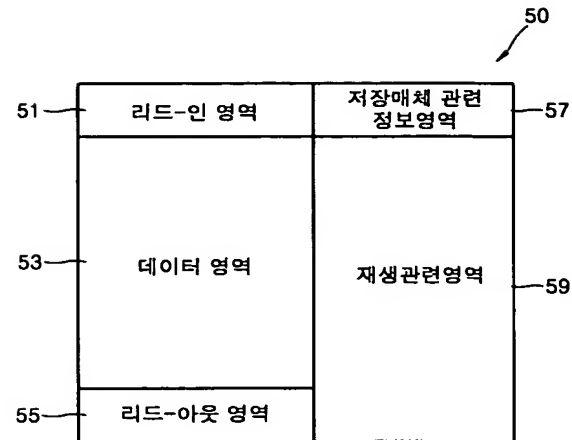 50
51
리드-인 영역
저장매체 관련
정보영역
57
53
데이터 영역
재생관련영역
59
55
리드-아웃 영역